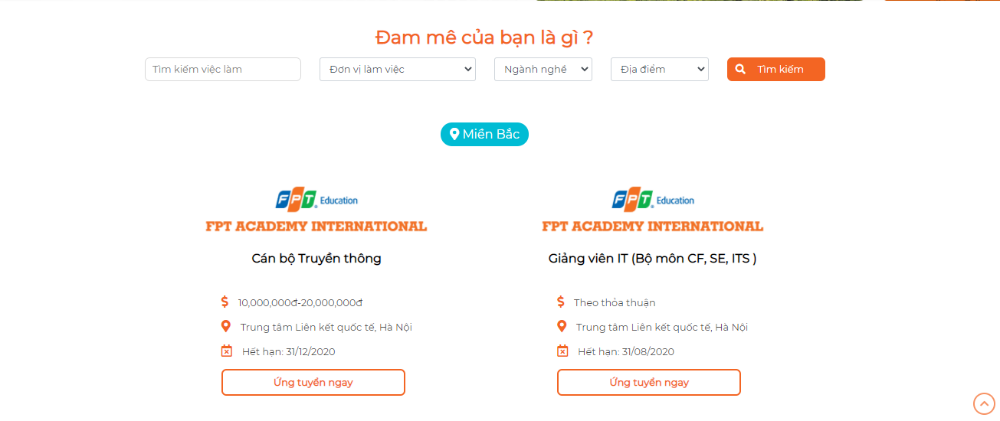 Đam mê của bạn là gì ?
Tìm kiếm việc làm
Đơn vị làm việc
Ngành nghề
Địa điểm
Tìm kiếm
Miền Bắc
FPT Education
FPT ACADEMY INTERNATIONAL
Cán bộ Truyền thông
10,000,000đ-20,000,000đ
Trung tâm Liên kết quốc tế, Hà Nội
Hết hạn: 31/12/2020
Ứng tuyển ngay
FPT Education
FPT ACADEMY INTERNATIONAL
Giảng viên IT (Bộ môn CF, SE, ITS )
Theo thỏa thuận
Trung tâm Liên kết quốc tế, Hà Nội
Hết hạn: 31/08/2020
Ứng tuyển ngay